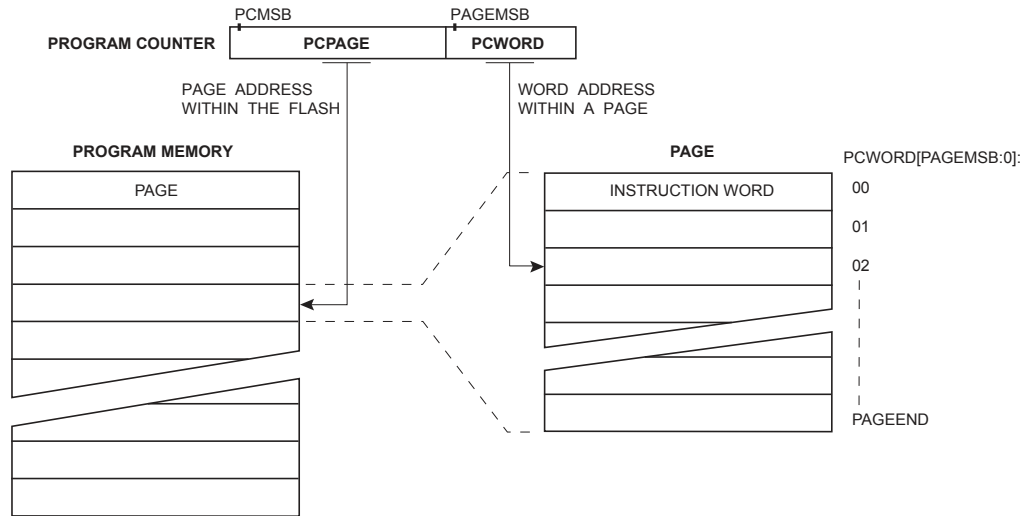 PCMSB
PAGEMSB
PROGRAM COUNTER
PCPAGE
PCWORD
PAGE ADDRESS
WITHIN THE FLASH
WORD ADDRESS
WITHIN A PAGE
PROGRAM MEMORY
PAGE
PCWORD[PAGEMSB:0]:
PAGE
INSTRUCTION WORD
00
01
02
PAGEEND